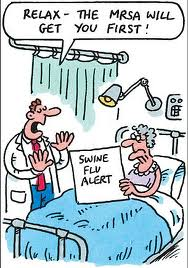 RELAX - THE MRSA WILL
GET YOU FIRST!
SWINE
FLU
ALERT